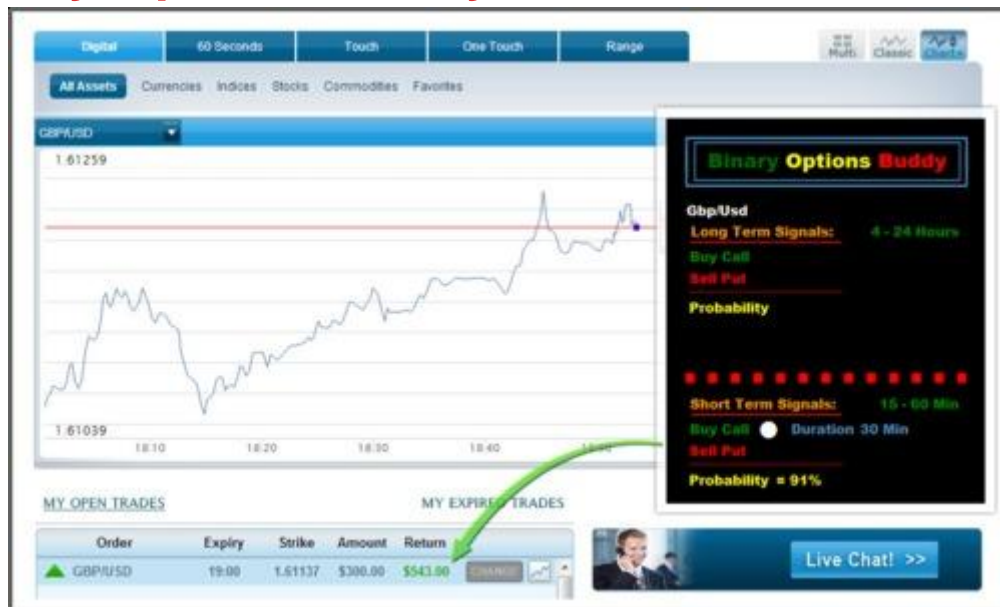 Digital 60 Seconds Touch One Touch Range
Multi Classic Charts
All Assets Currencies Indices Stocks Commodities Favorites
GBP/USD
1.61259
1.61039
18:10 18:20 18:30 18:40
Binary Options Buddy
Gbp/Usd
Long Term Signals: 4 - 24 Hours
Buy Call
Sell Put
Probability
Short Term Signals: 15 - 60 Min
Buy Call Duration 30 Min
Sell Put
Probability = 91%
MY OPEN TRADES MY EXPIRED TRADES
Order Expiry Strike Amount Return
GBP/USD 19:00 1.61137 $300.00 $543.00 CHANGE
Live Chat! >>